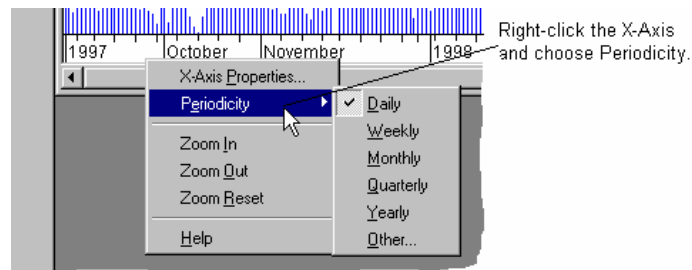 1997 October November 1998
Right-click the X-Axis
and choose Periodicity.
X-Axis Properties...
Periodicity
Zoom In
Zoom Out
Zoom Reset
Help
Daily
Weekly
Monthly
Quarterly
Yearly
Other...